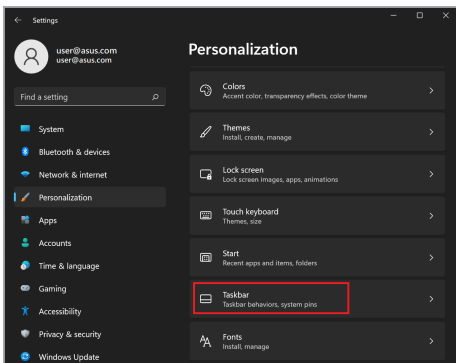 Settings
user@asus.com
user@asus.com
Find a setting
System
Bluetooth & devices
Network & internet
Personalization
Apps
Accounts
Time & language
Gaming
Accessibility
Privacy & security
Windows Update
Personalization
Colors
Accent color, transparency effects, color theme
Themes
Install, create, manage
Lock screen
Lock screen images, apps, animations
Touch keyboard
Themes, size
Start
Recent apps and items, folders
Taskbar
Taskbar behaviors, system pins
Fonts
Install, manage